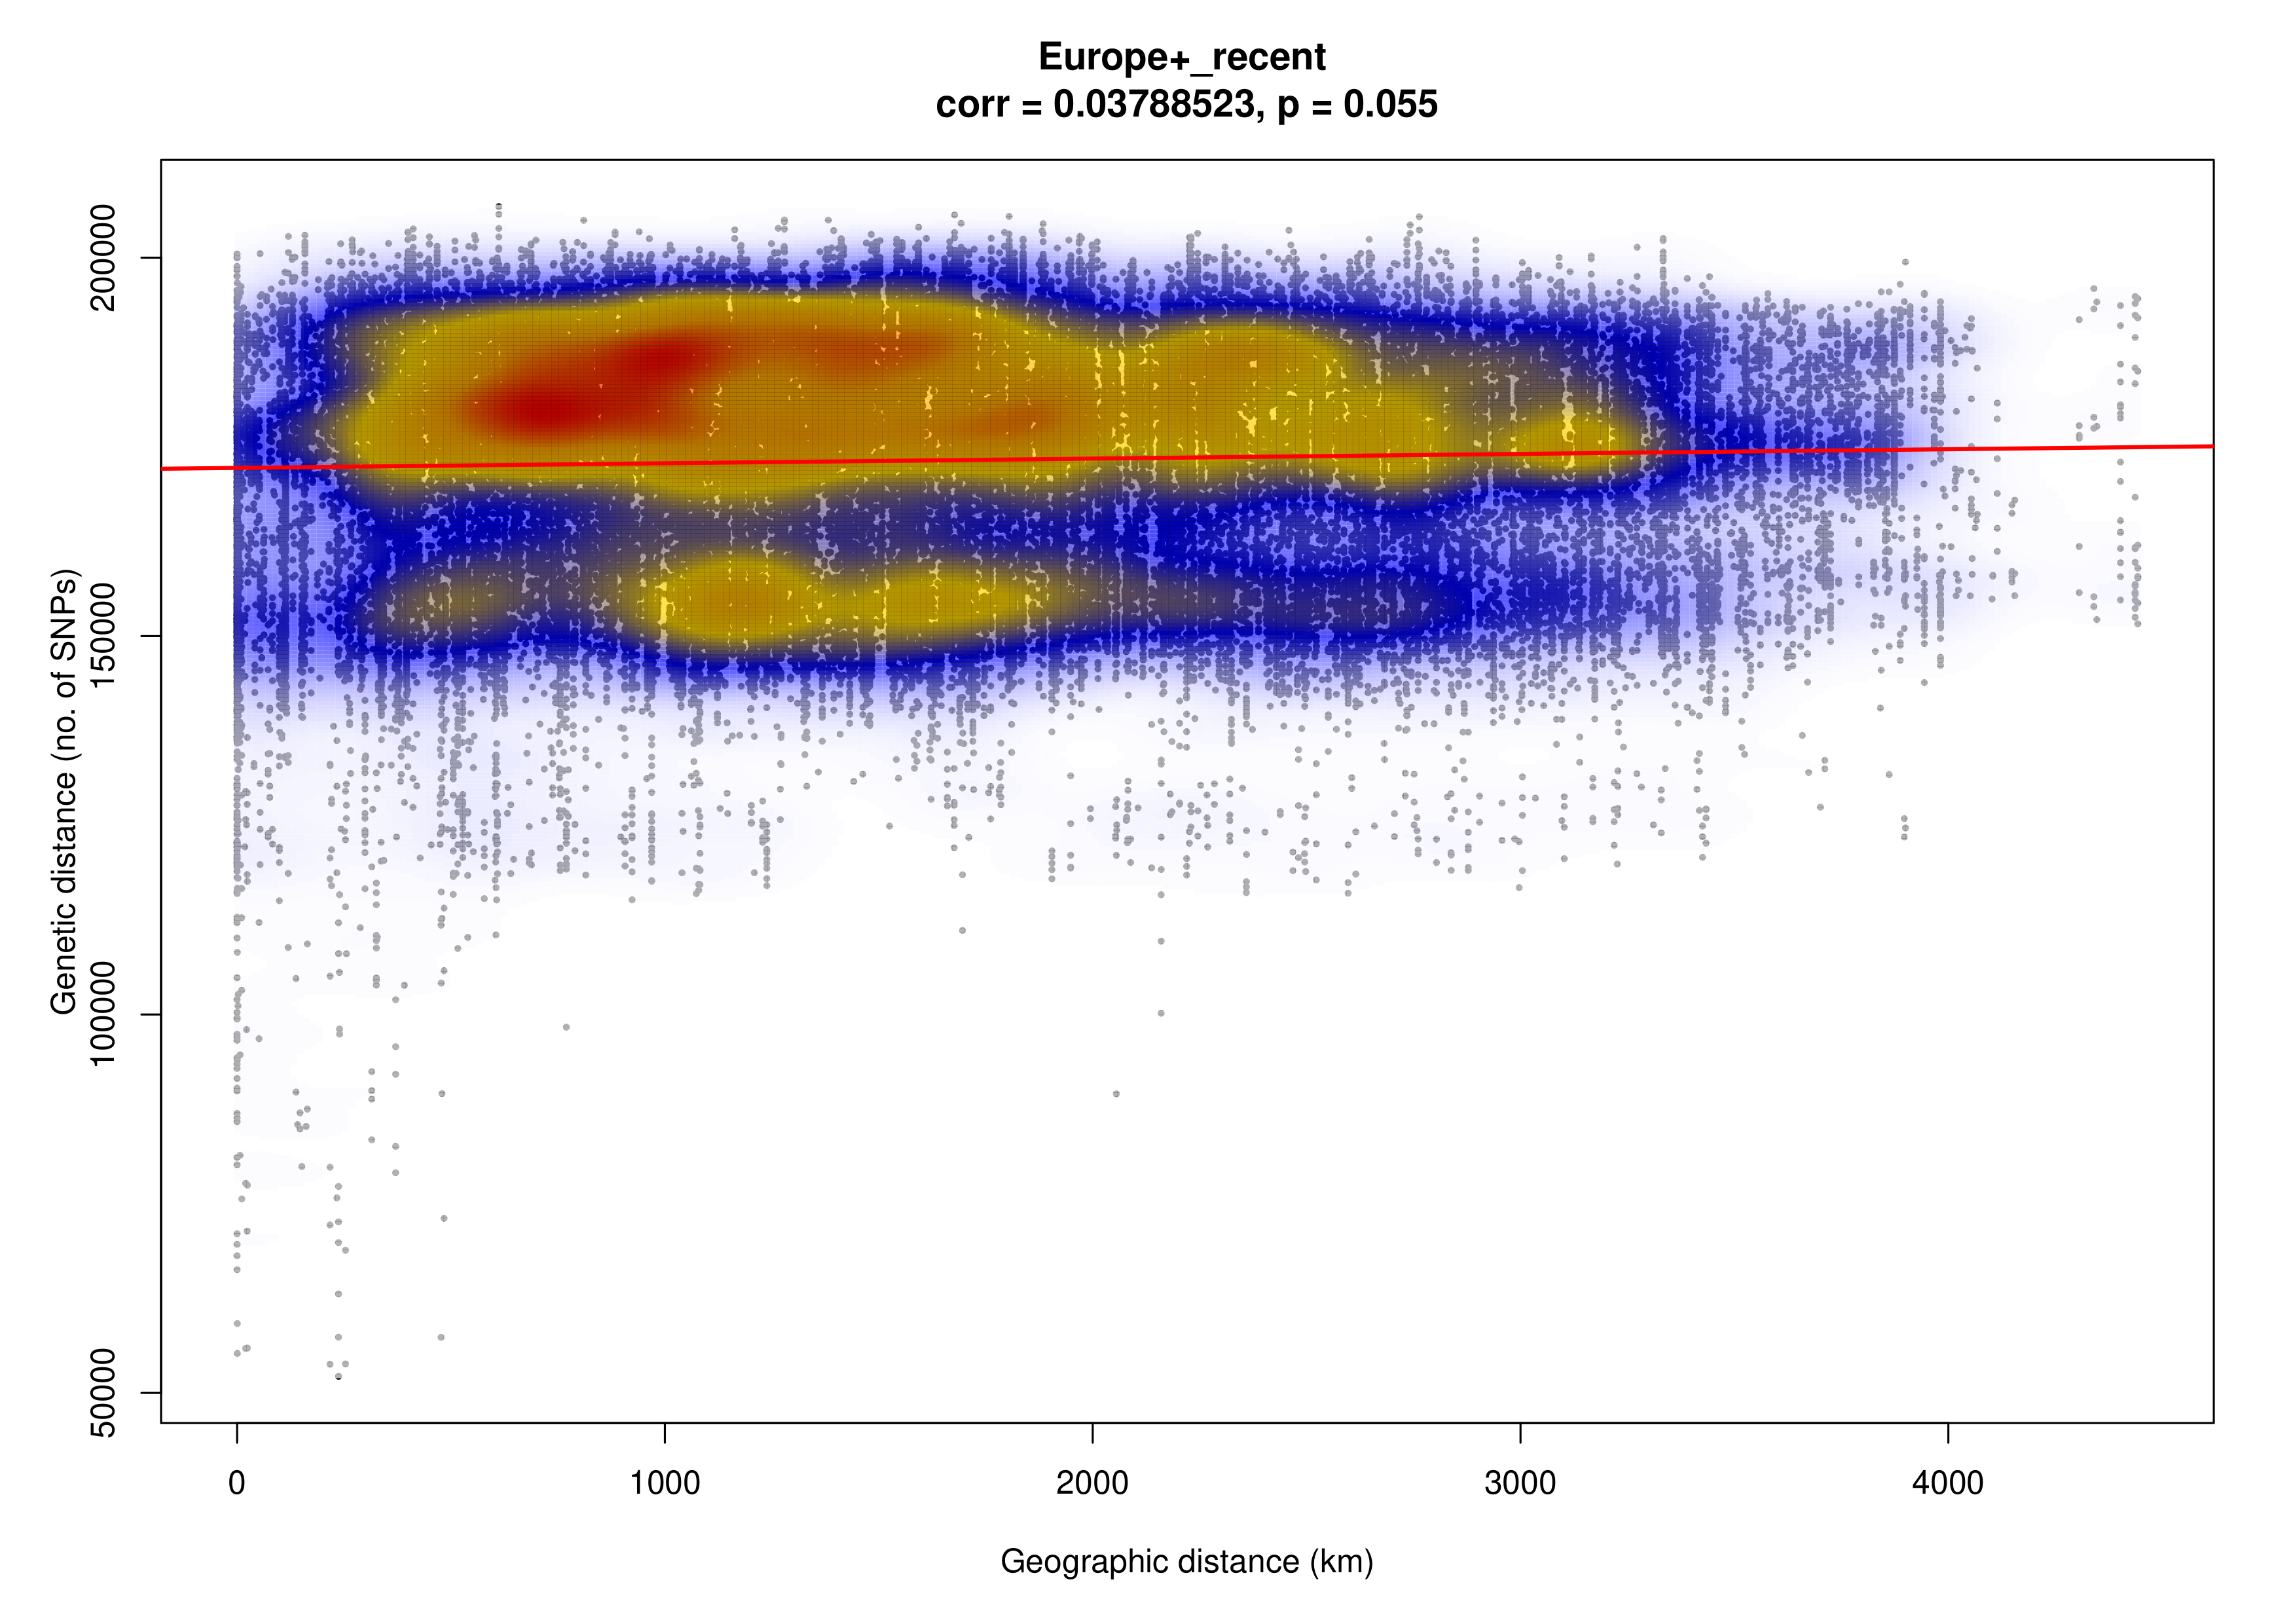 Europe+_recent
corr = 0.03788523, p = 0.055
Genetic distance (no. of SNPs)
200000
150000
100000
50000
0
1000
2000
3000
4000
Geographic distance (km)